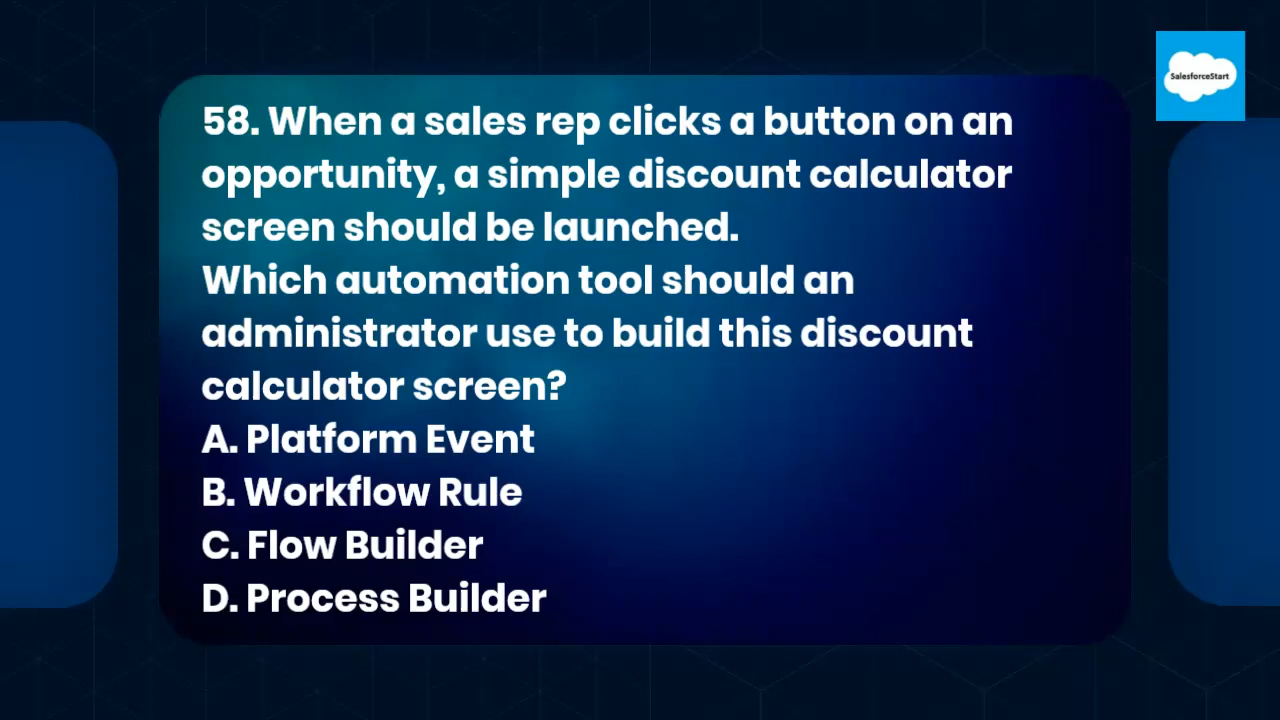 SalesforceStart
58. When a sales rep clicks a button on an
opportunity, a simple discount calculator
screen should be launched.
Which automation tool should an
administrator use to build this discount
calculator screen?
A. Platform Event
B. Workflow Rule
C. Flow Builder
D. Process Builder